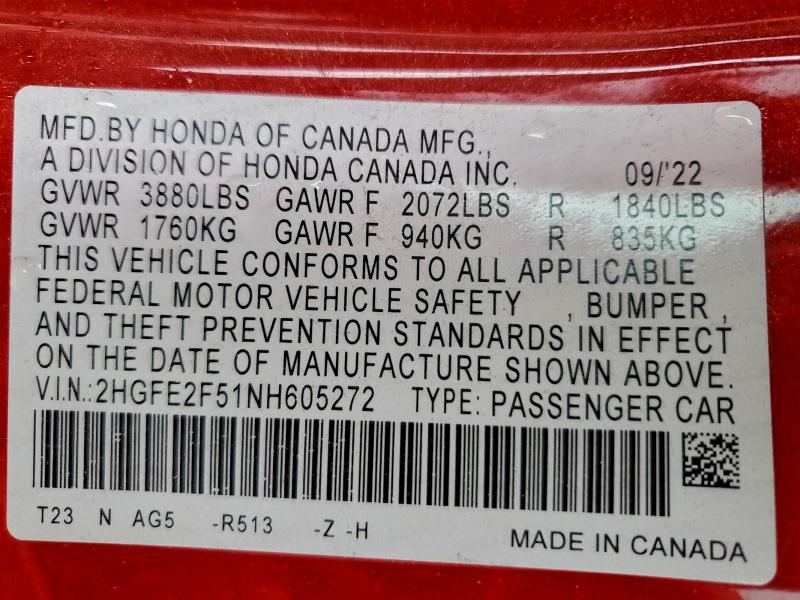 MFD.BY HONDA OF CANADA MFG.,
A DIVISION OF HONDA CANADA INC. 09/'22
GVWR 3880LBS GAWR F 2072LBS R 1840LBS
GVWR 1760KG GAWR F 940KG R 835KG
THIS VEHICLE CONFORMS TO ALL APPLICABLE
FEDERAL MOTOR VEHICLE SAFETY , BUMPER ,
AND THEFT PREVENTION STANDARDS IN EFFECT
ON THE DATE OF MANUFACTURE SHOWN ABOVE.
V.I.N.:2HGFE2F51NH605272 TYPE: PASSENGER CAR
T23 N AG5 -R513 -Z -H
MADE IN CANADA